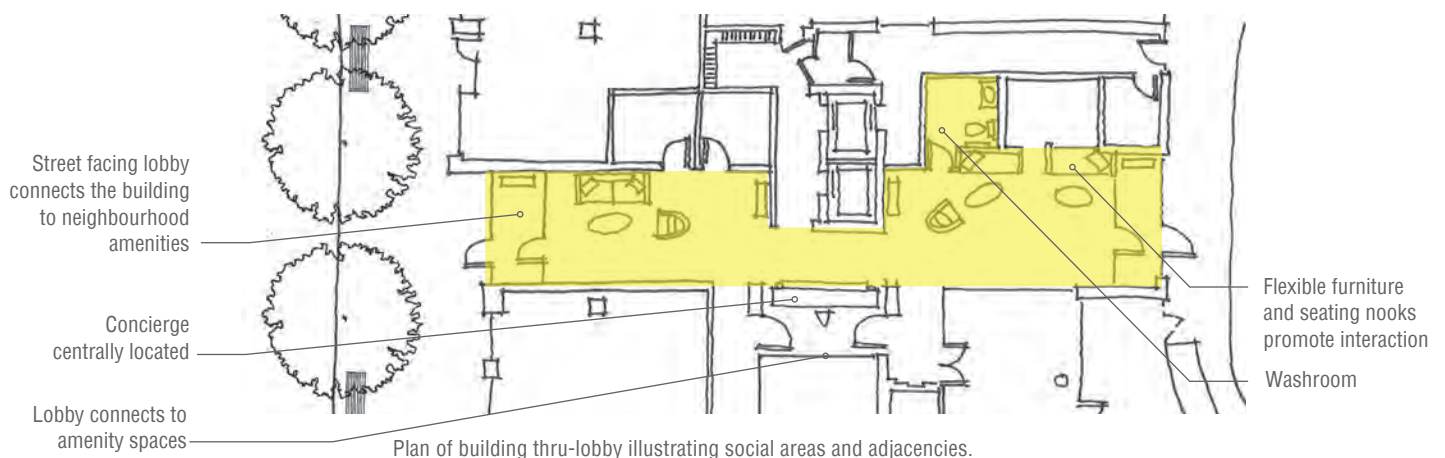 Street facing lobby
connects the building
to neighbourhood
amenities
Concierge
centrally located
Lobby connects to
amenity spaces
Flexible furniture
and seating nooks
promote interaction
Washroom
Plan of building thru-lobby illustrating social areas and adjacencies.